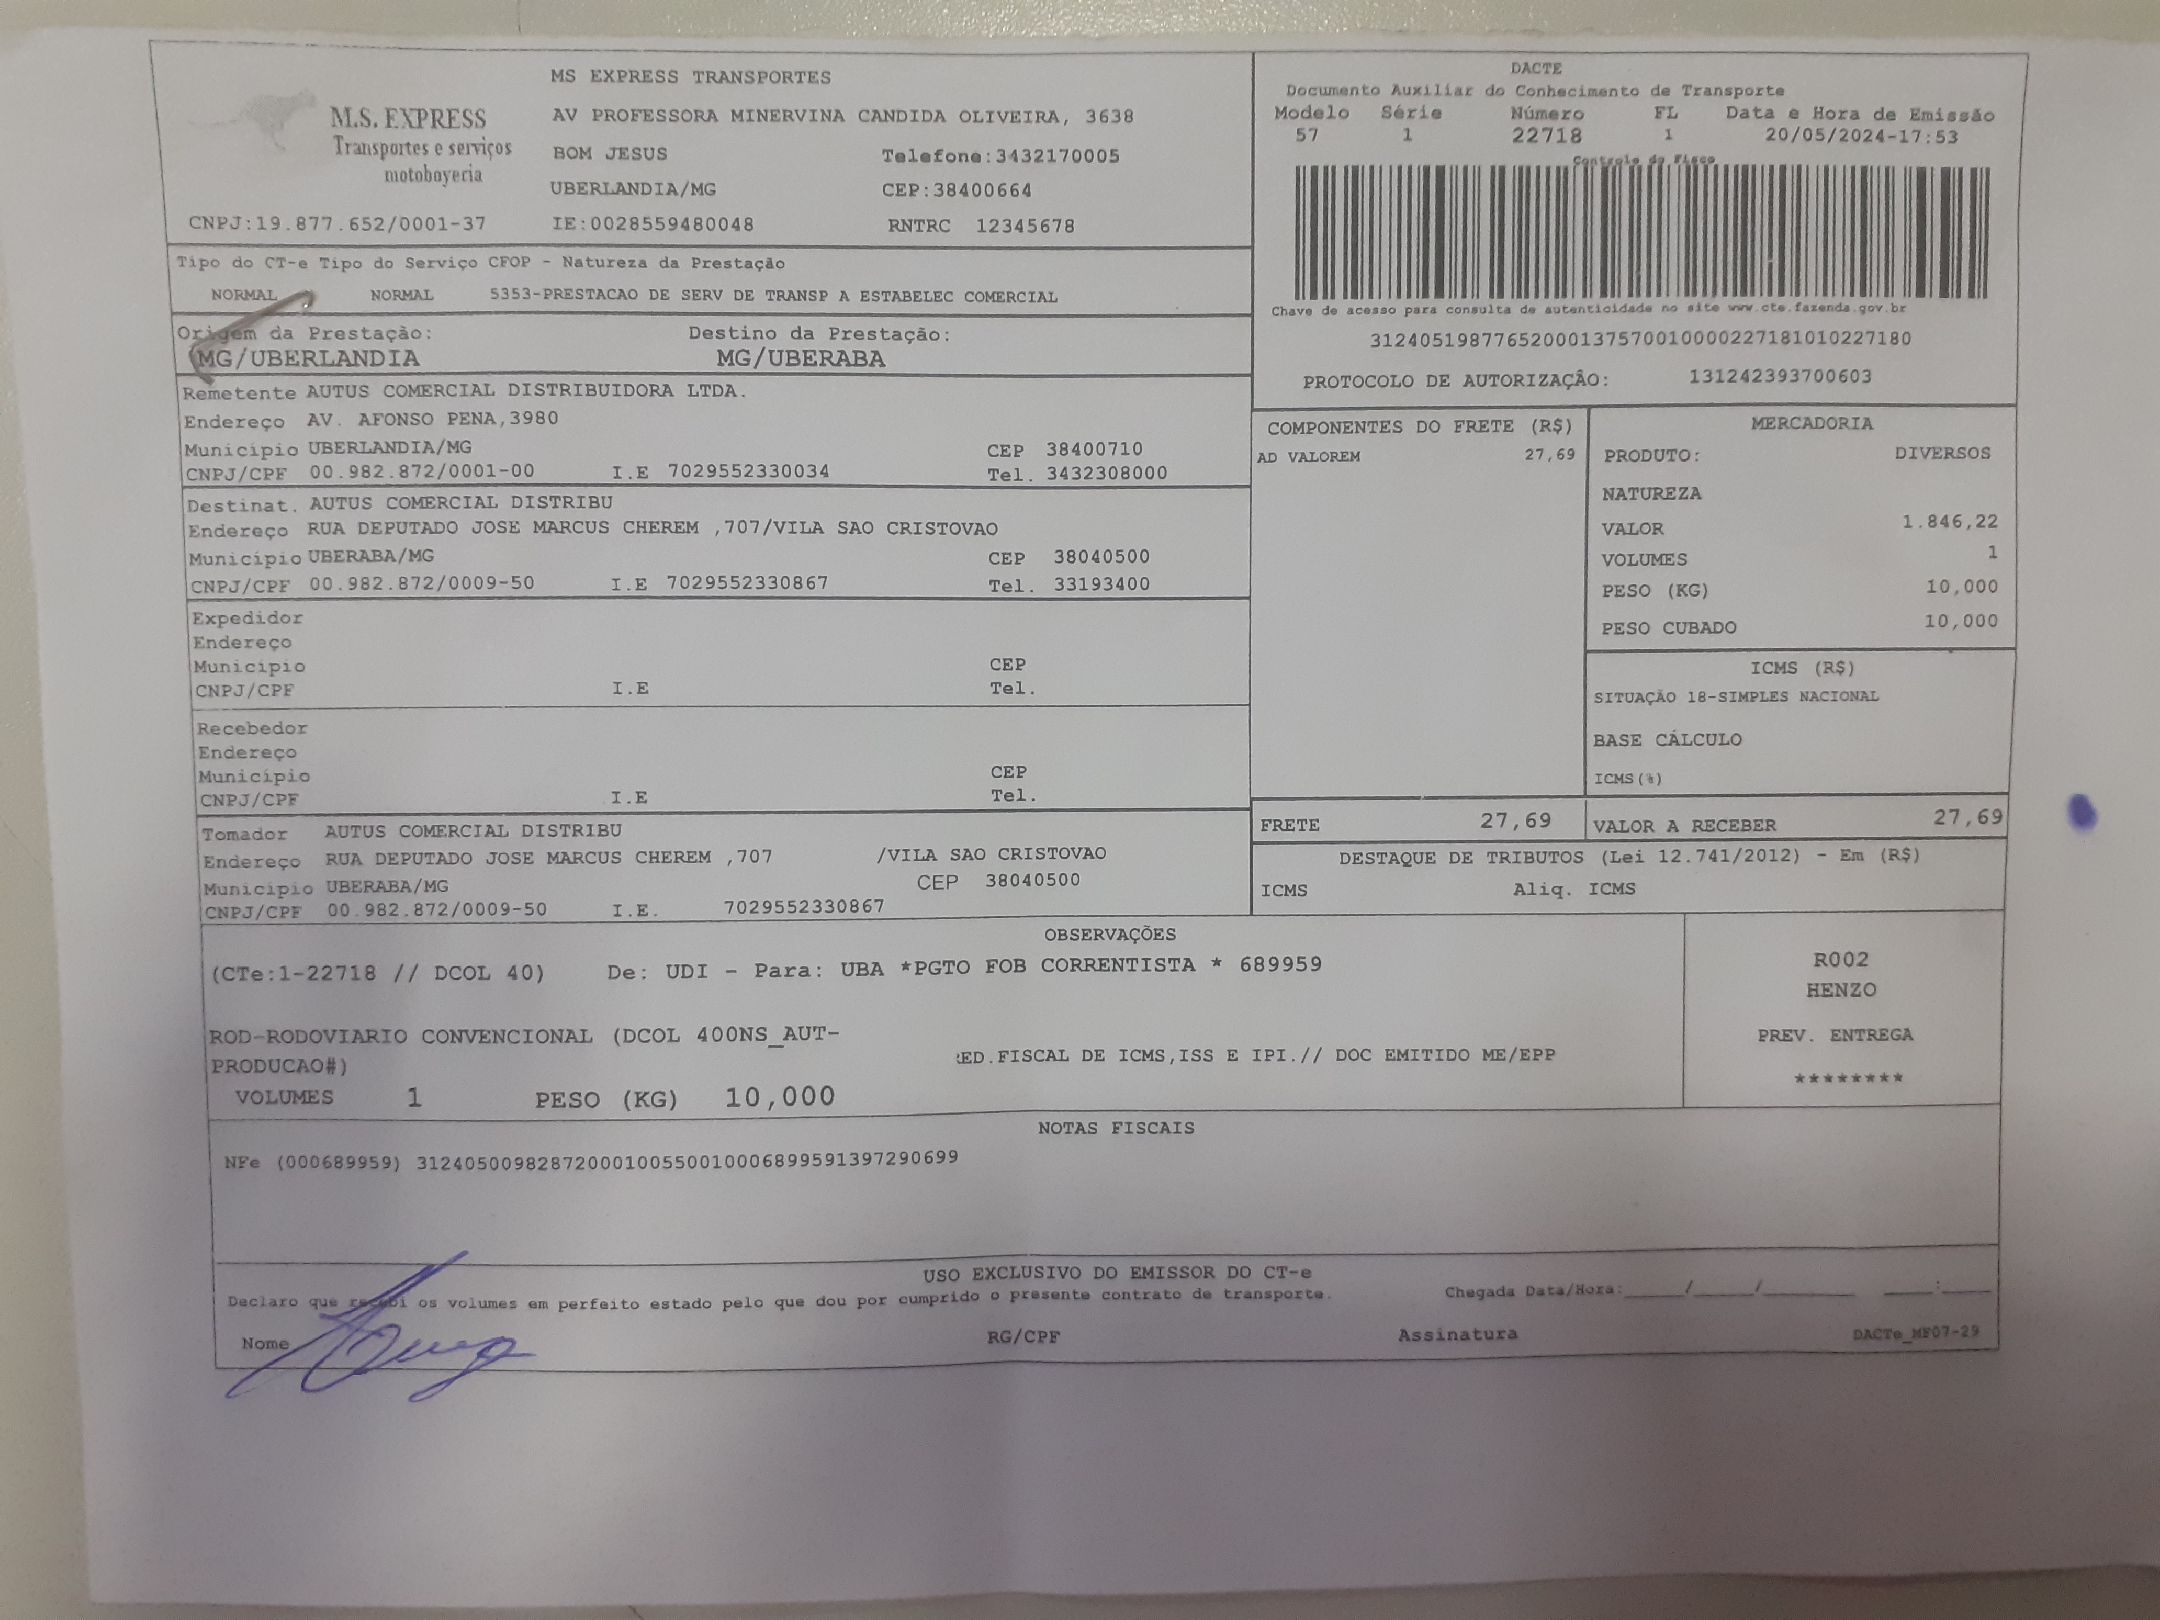 MS EXPRESS TRANSPORTES
M.S. EXPRESS
Transportes e serviços
motoboyeria
AV PROFESSORA MINERVINA CANDIDA OLIVEIRA, 3638
BOM JESUS Telefone:3432170005
UBERLANDIA/MG CEP:38400664
CNPJ:19.877.652/0001-37 IE:0028559480048 RNTRC 12345678
DACTE
Documento Auxiliar do Conhecimento de Transporte
Modelo Série Número FL Data e Hora de Emissão
57 1 22718 1 20/05/2024-17:53
Controle do Fisco
Chave de acesso para consulta de autenticidade no site www.cte.fazenda.gov.br
31240519877652000137570010000227181010227180
PROTOCOLO DE AUTORIZAÇÂO: 131242393700603
Tipo do CT-e Tipo do Serviço CFOP - Natureza da Prestação
NORMAL NORMAL 5353-PRESTACAO DE SERV DE TRANSP A ESTABELEC COMERCIAL
Origem da Prestação: Destino da Prestação:
MG/UBERLANDIA MG/UBERABA
Remetente AUTUS COMERCIAL DISTRIBUIDORA LTDA.
Endereço AV. AFONSO PENA,3980
Município UBERLANDIA/MG CEP 38400710
CNPJ/CPF 00.982.872/0001-00 I.E 7029552330034 Tel. 3432308000
Destinat. AUTUS COMERCIAL DISTRIBU
Endereço RUA DEPUTADO JOSE MARCUS CHEREM ,707/VILA SAO CRISTOVAO
Município UBERABA/MG CEP 38040500
CNPJ/CPF 00.982.872/0009-50 I.E 7029552330867 Tel. 33193400
Expedidor
Endereço
Município CEP
CNPJ/CPF I.E Tel.
Recebedor
Endereço
Município CEP
CNPJ/CPF I.E Tel.
Tomador AUTUS COMERCIAL DISTRIBU
Endereço RUA DEPUTADO JOSE MARCUS CHEREM ,707 /VILA SAO CRISTOVAO
Município UBERABA/MG CEP 38040500
CNPJ/CPF 00.982.872/0009-50 I.E. 7029552330867
COMPONENTES DO FRETE (R$)
AD VALOREM 27,69
MERCADORIA
PRODUTO: DIVERSOS
NATUREZA
VALOR 1.846,22
VOLUMES 1
PESO (KG) 10,000
PESO CUBADO 10,000
ICMS (R$)
SITUAÇÃO 18-SIMPLES NACIONAL
BASE CÁLCULO
ICMS(%)
FRETE 27,69 VALOR A RECEBER 27,69
DESTAQUE DE TRIBUTOS (Lei 12.741/2012) - Em (R$)
ICMS Aliq. ICMS
OBSERVAÇÕES
(CTe:1-22718 // DCOL 40) De: UDI - Para: UBA *PGTO FOB CORRENTISTA * 689959
ROD-RODOVIARIO CONVENCIONAL (DCOL 400NS_AUT-
PRODUCAO#) ED.FISCAL DE ICMS,ISS E IPI.// DOC EMITIDO ME/EPP
VOLUMES 1 PESO (KG) 10,000
R002
HENZO
PREV. ENTREGA
********
NOTAS FISCAIS
NFe (000689959) 31240500982872000100550010006899591397290699
USO EXCLUSIVO DO EMISSOR DO CT-e
Declaro que recebi os volumes em perfeito estado pelo que dou por cumprido o presente contrato de transporte. Chegada Data/Hora:_____/_____/________ ____:____
Nome RG/CPF Assinatura DACTe_MF07-29